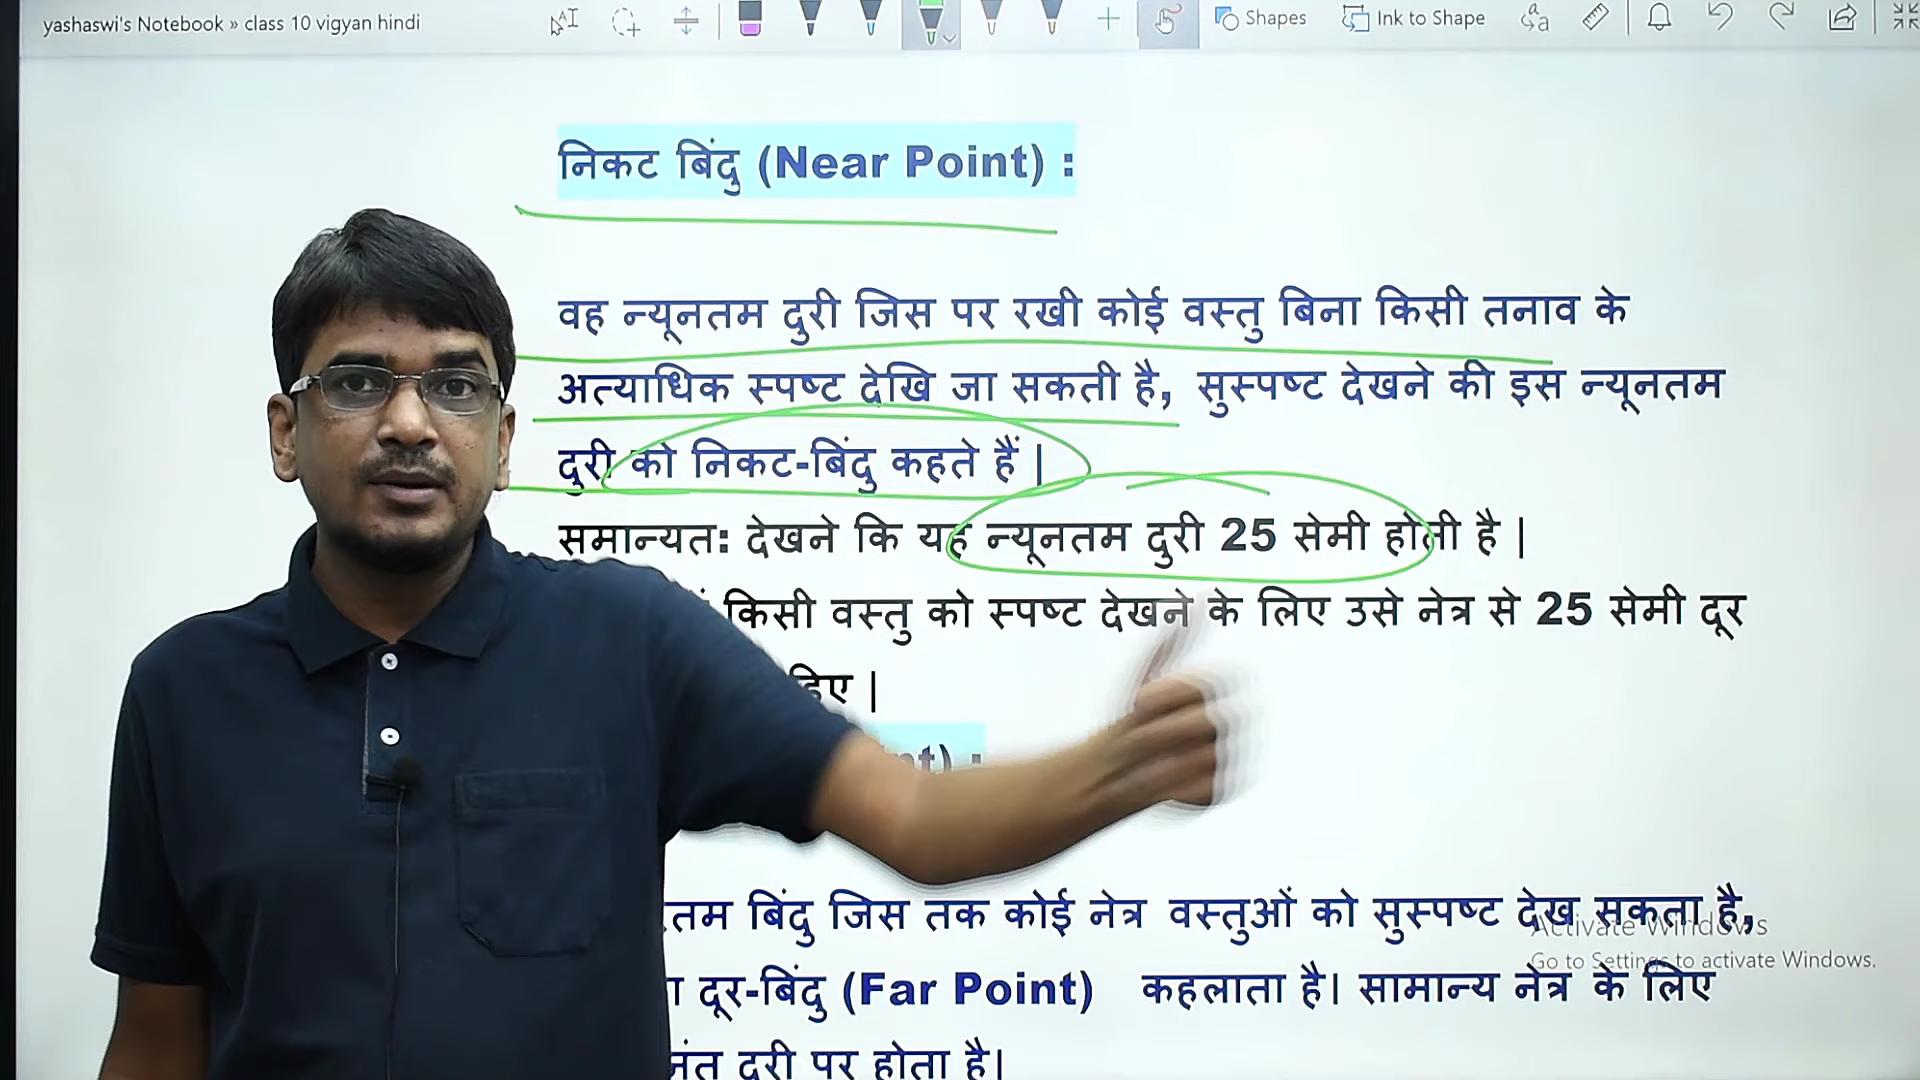 yashaswi's Notebook » class 10 vigyan hindi
Shapes
Ink to Shape
निकट बिंदु (Near Point) :
वह न्यूनतम दुरी जिस पर रखी कोई वस्तु बिना किसी तनाव के
अत्याधिक स्पष्ट देखि जा सकती है, सुस्पष्ट देखने की इस न्यूनतम
दुरी को निकट-बिंदु कहते हैं |
समान्यत: देखने कि यह न्यूनतम दुरी 25 सेमी होती है |
किसी वस्तु को स्पष्ट देखने के लिए उसे नेत्र से 25 सेमी दूर
बिंदु जिस तक कोई नेत्र वस्तुओं को सुस्पष्ट देख सकता है,
दूर-बिंदु (Far Point) कहलाता है। सामान्य नेत्र के लिए
दूरी पर होता है।
Activate Windows
Go to Settings to activate Windows.